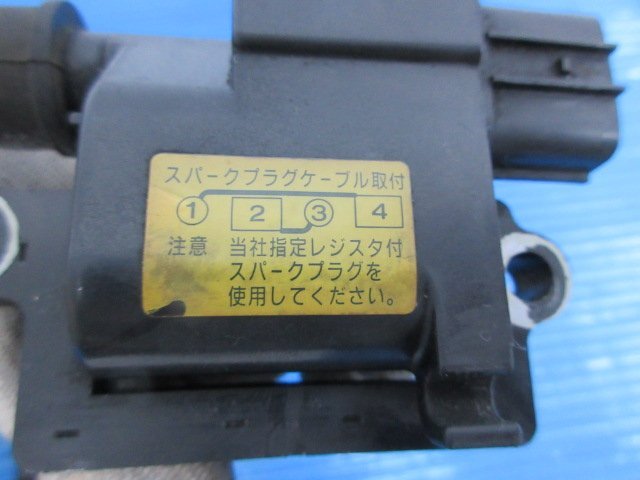 スパークプラグケーブル取付
① 2 ③ 4
注意 当社指定レジスタ付
スパークプラグを
使用してください。